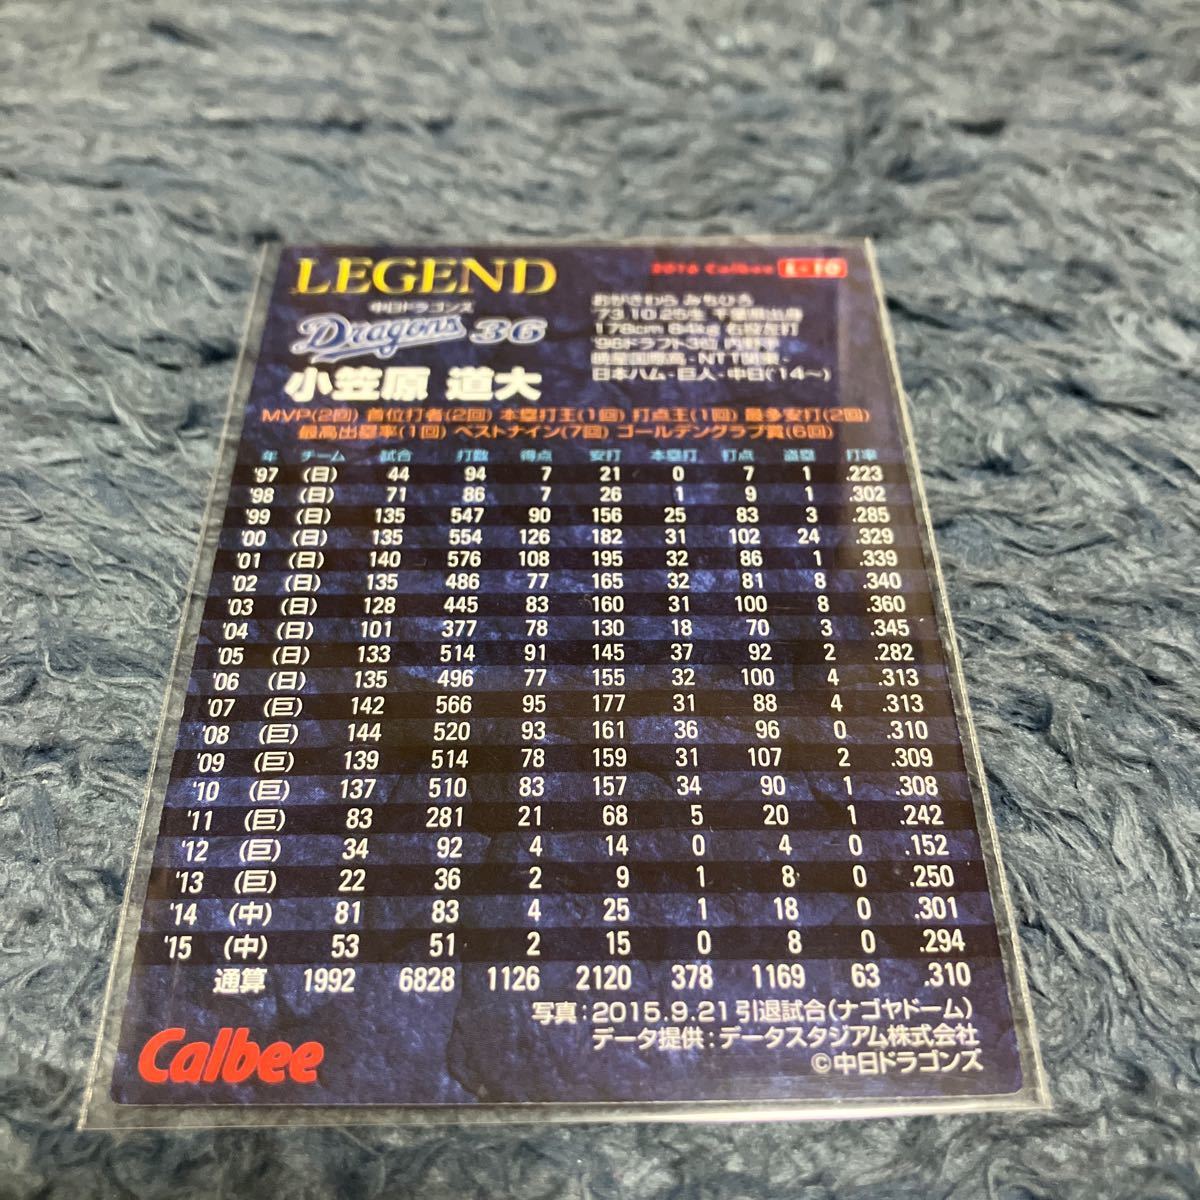 LEGEND
2016 Calbee L-10
中日ドラゴンズ
Dragons 36
小笠原 道大
おがさわら みちひろ
'73.10.25生 千葉県出身
178cm 84kg 右投左打
'96ドラフト3位 内野手
暁星国際高-NTT関東-
日本ハム-巨人-中日('14〜)
MVP(2回) 首位打者(2回) 本塁打王(1回) 打点王(1回) 最多安打(2回)
最高出塁率(1回) ベストナイン(7回) ゴールデングラブ賞(6回)
年 チーム 試合 打数 得点 安打 本塁打 打点 盗塁 打率
'97 (日) 44 94 7 21 0 7 1 .223
'98 (日) 71 86 7 26 1 9 1 .302
'99 (日) 135 547 90 156 25 83 3 .285
'00 (日) 135 554 126 182 31 102 24 .329
'01 (日) 140 576 108 195 32 86 1 .339
'02 (日) 135 486 77 165 32 81 8 .340
'03 (日) 128 445 83 160 31 100 8 .360
'04 (日) 101 377 78 130 18 70 3 .345
'05 (日) 133 514 91 145 37 92 2 .282
'06 (日) 135 496 77 155 32 100 4 .313
'07 (巨) 142 566 95 177 31 88 4 .313
'08 (巨) 144 520 93 161 36 96 0 .310
'09 (巨) 139 514 78 159 31 107 2 .309
'10 (巨) 137 510 83 157 34 90 1 .308
'11 (巨) 83 281 21 68 5 20 1 .242
'12 (巨) 34 92 4 14 0 4 0 .152
'13 (巨) 22 36 2 9 1 8 0 .250
'14 (中) 81 83 4 25 1 18 0 .301
'15 (中) 53 51 2 15 0 8 0 .294
通算 1992 6828 1126 2120 378 1169 63 .310
写真:2015.9.21 引退試合(ナゴヤドーム)
データ提供:データスタジアム株式会社
©中日ドラゴンズ
Calbee